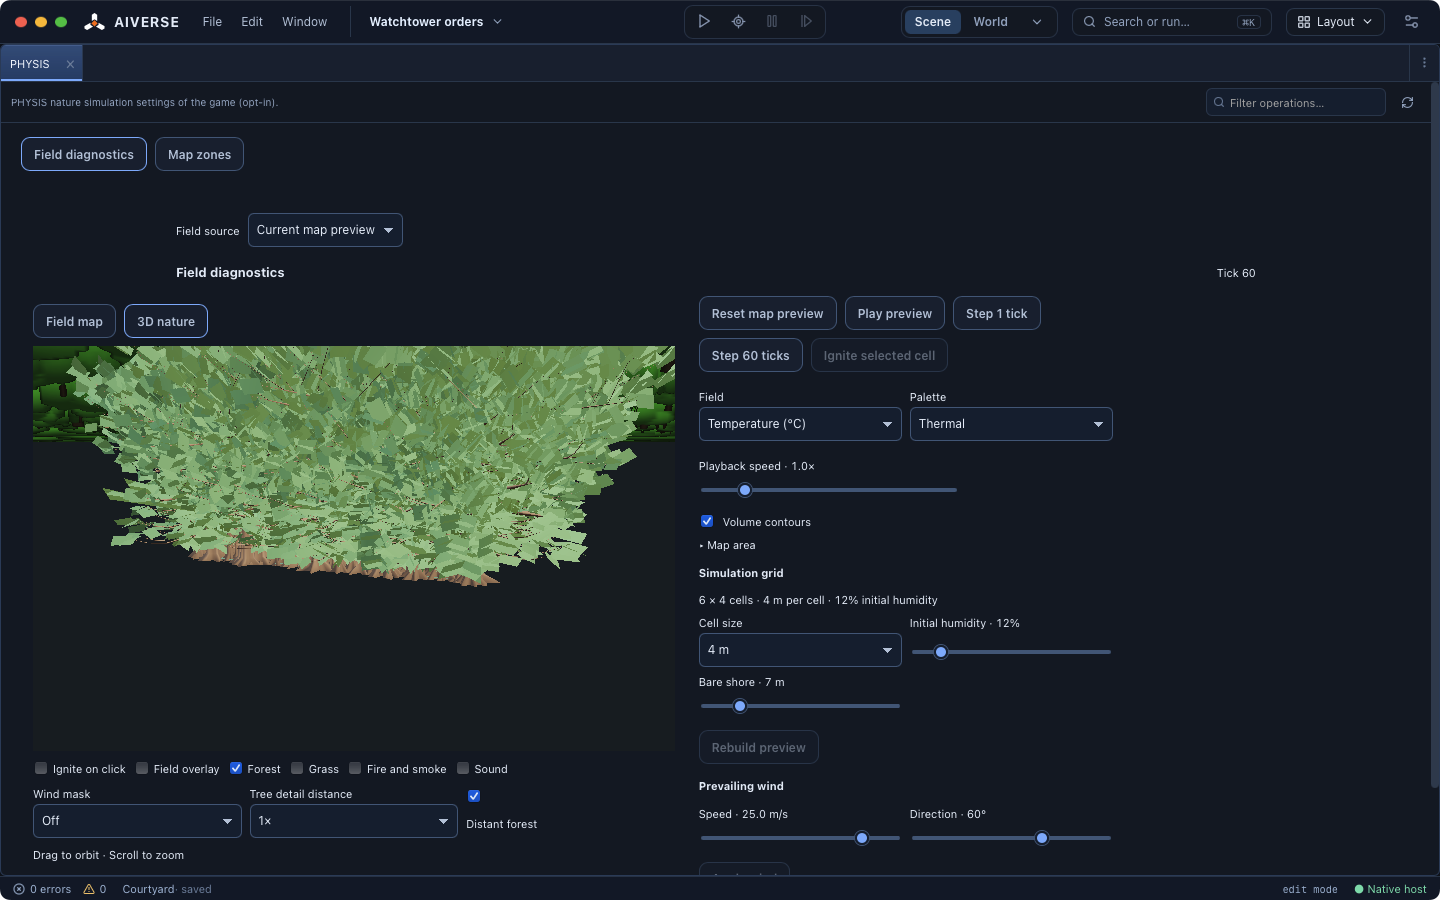 AIVERSE File Edit Window Watchtower orders Scene World Search or run... ⌘K Layout
PHYSIS
PHYSIS nature simulation settings of the game (opt-in). Filter operations...
Field diagnostics Map zones
Field source Current map preview
Field diagnostics Tick 60
Field map 3D nature
Reset map preview Play preview Step 1 tick
Step 60 ticks Ignite selected cell
Field Palette
Temperature (°C) Thermal
Playback speed · 1.0×
Volume contours
Map area
Simulation grid
6 × 4 cells · 4 m per cell · 12% initial humidity
Cell size Initial humidity · 12%
4 m
Bare shore · 7 m
Rebuild preview
Prevailing wind
Speed · 25.0 m/s Direction · 60°
Ignite on click Field overlay Forest Grass Fire and smoke Sound
Wind mask Tree detail distance
Off 1× Distant forest
Drag to orbit · Scroll to zoom
0 errors 0 Courtyard · saved edit mode Native host